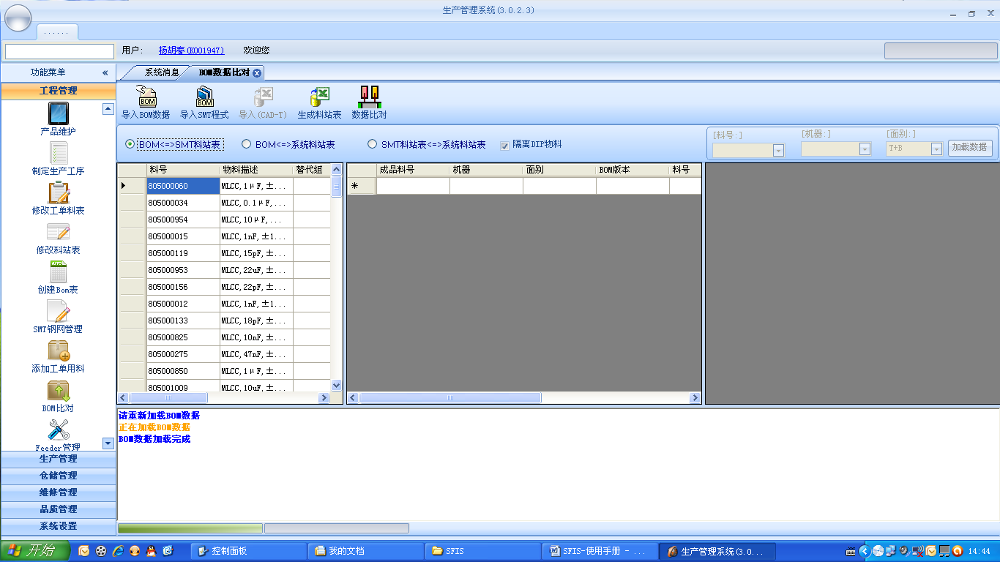 生产管理系统(3.0.2.3)
......
用户: 杨胡春(K001947) 欢迎您
功能菜单 «
系统消息 BOM数据比对
工程管理
产品维护
制定生产工序
修改工单料表
修改料站表
创建Bom表
SMT钢网管理
添加工单用料
BOM比对
Feeder管理
生产管理
仓储管理
维修管理
品质管理
系统设置
导入BOM数据 导入SMT程式 导入(CAD-T) 生成料站表 数据比对
BOM<=>SMT料站表 BOM<=>系统料站表 SMT料站表<=>系统料站表 隔离DIP物料
[料号:] [机器:] [面别:]
T+B 加载数据
料号 物料描述 替代组
805000060 MLCC,1μF,±...
805000034 MLCC,0.1μF,...
805000954 MLCC,10μF,...
805000015 MLCC,1nF,±1...
805000119 MLCC,15pF,±...
805000953 MLCC,22uF,±...
805000156 MLCC,22pF,±...
805000012 MLCC,1nF,±1...
805000133 MLCC,18pF,±...
805000825 MLCC,10nF,±...
805000275 MLCC,47nF,±...
805000850 MLCC,1μF,±...
805001009 MLCC,10uF,±...
成品料号 机器 面别 BOM版本 料号
请重新加载BOM数据
正在加载BOM数据
BOM数据加载完成
开始 控制面板 我的文档 SFIS SFIS-使用手册 - ... 生产管理系统(3.0... 14:44